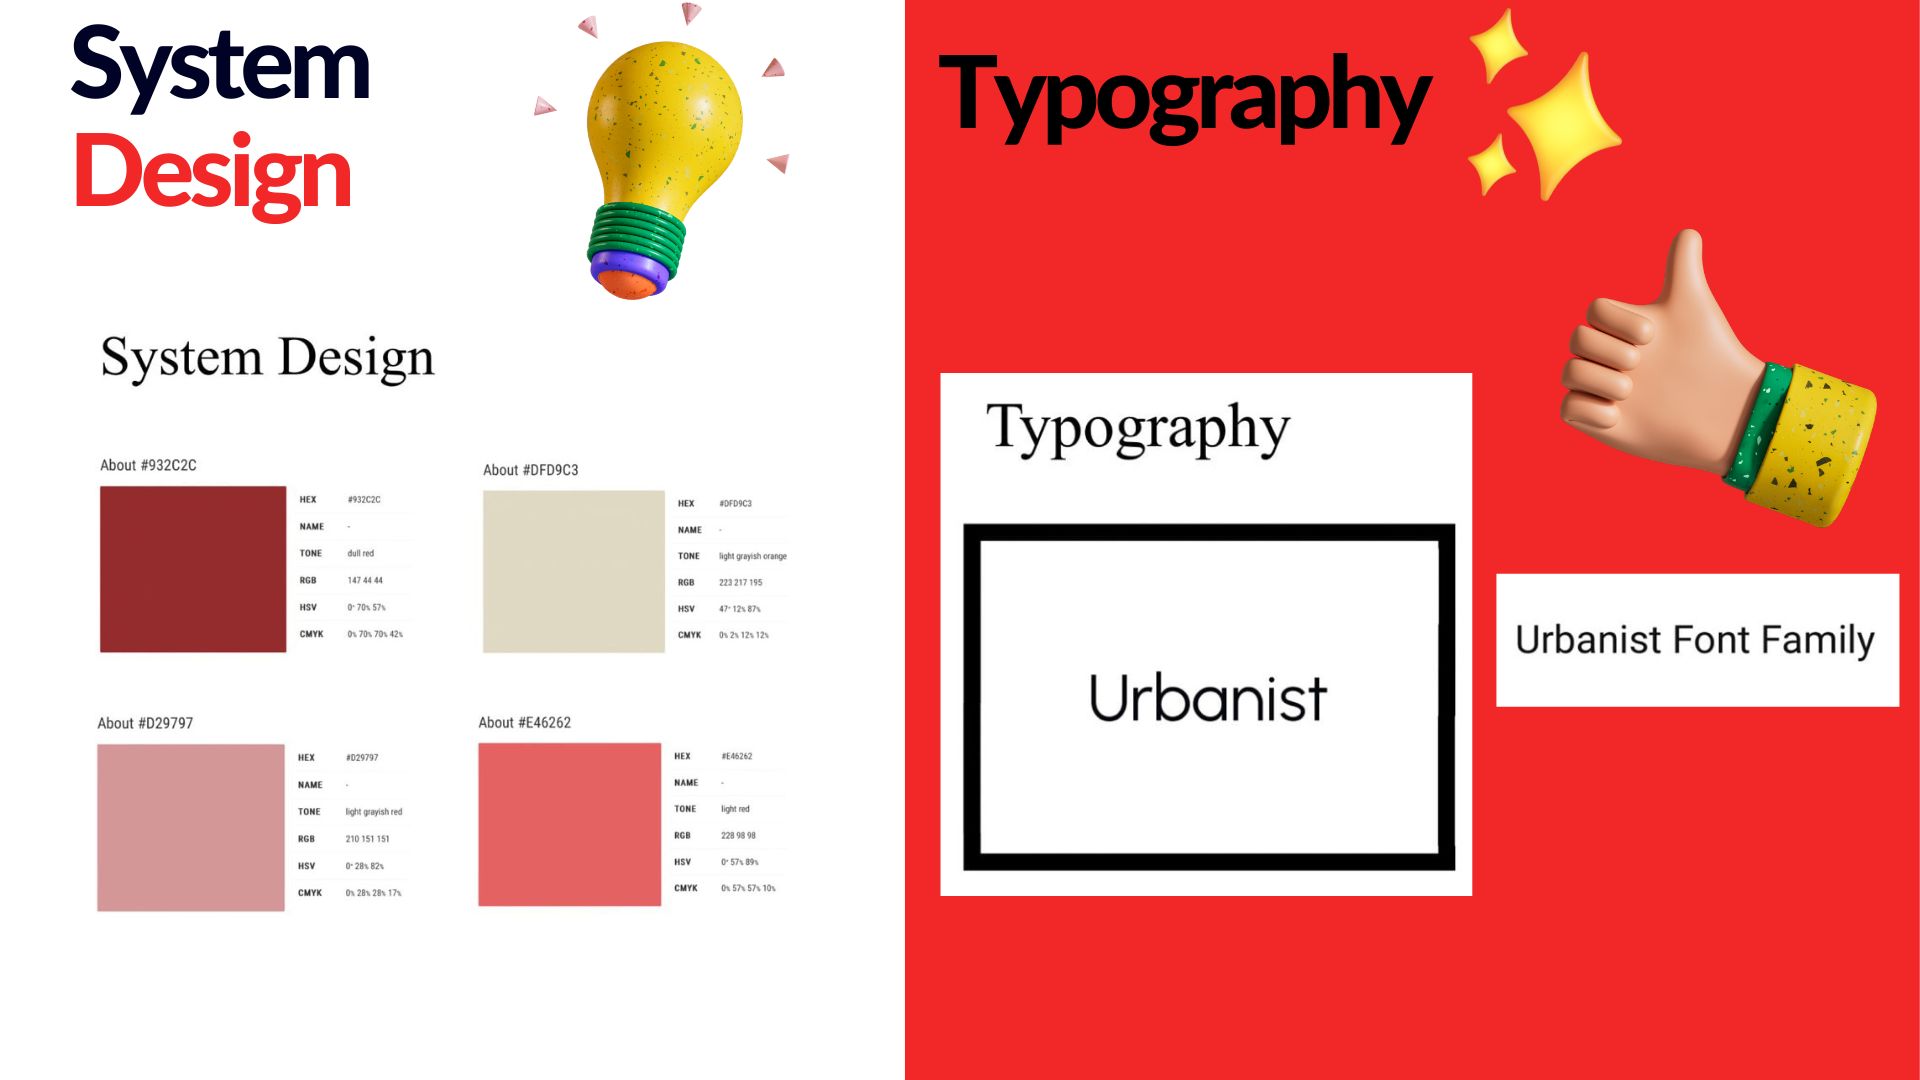 System
Design
System Design
About #932C2C
HEX #932C2C
NAME -
TONE dull red
RGB 147 44 44
HSV 0° 70% 57%
CMYK 0% 70% 70% 42%
About #DFD9C3
HEX #DFD9C3
NAME -
TONE light grayish orange
RGB 223 217 195
HSV 47° 12% 87%
CMYK 0% 2% 12% 12%
About #D29797
HEX #D29797
NAME -
TONE light grayish red
RGB 210 151 151
HSV 0° 28% 82%
CMYK 0% 28% 28% 17%
About #E46262
HEX #E46262
NAME -
TONE light red
RGB 228 98 98
HSV 0° 57% 89%
CMYK 0% 57% 57% 10%
Typography
Typography
Urbanist
Urbanist Font Family